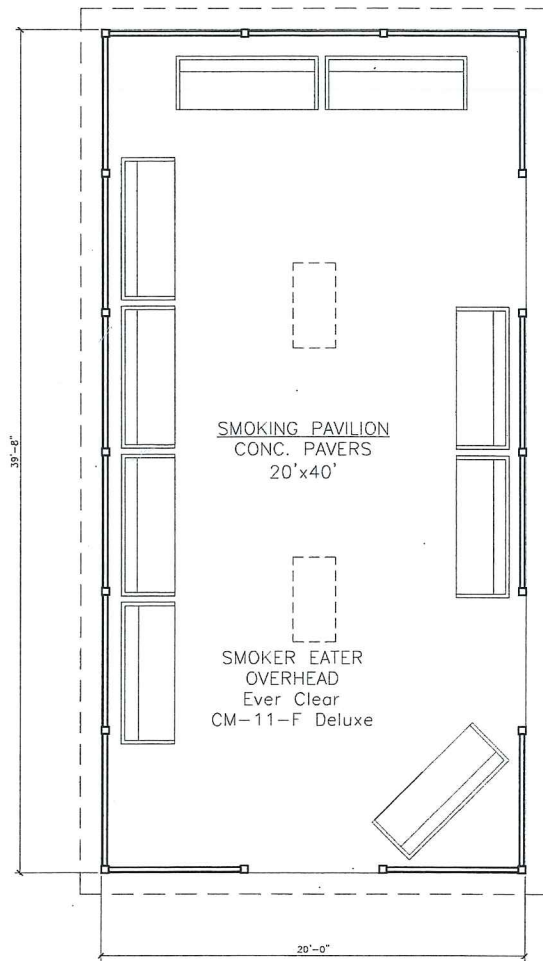 39'-8"
SMOKING PAVILION
CONC. PAVERS
20'x40'
SMOKER EATER
OVERHEAD
Ever Clear
CM-11-F Deluxe
20'-0"